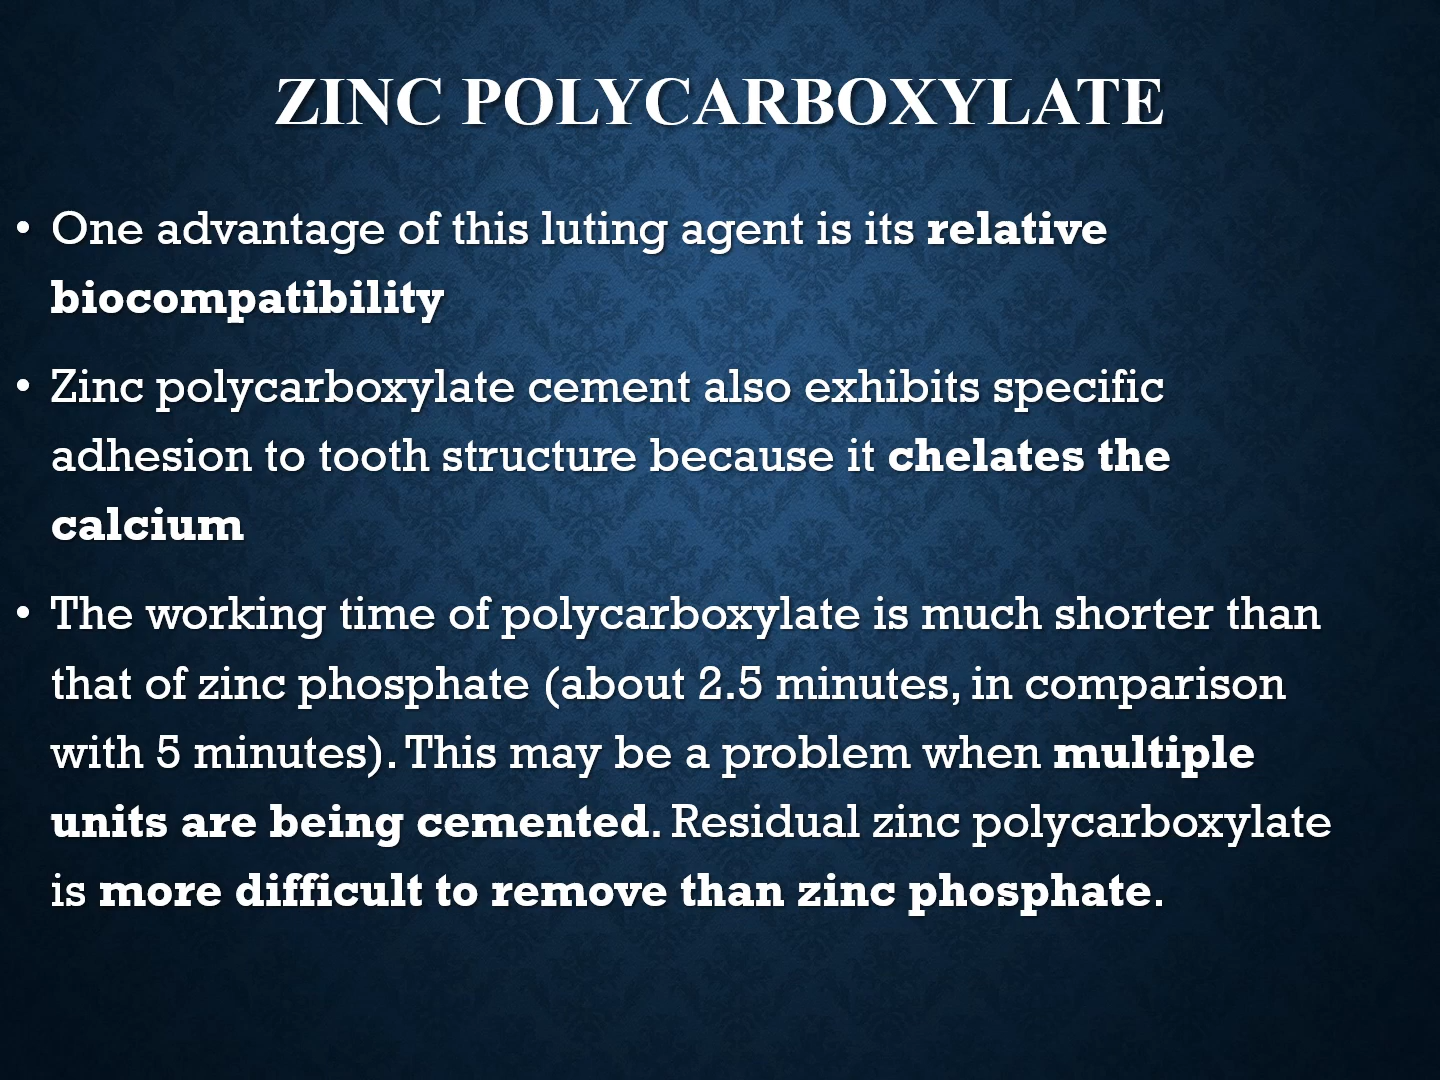 ZINC POLYCARBOXYLATE
• One advantage of this luting agent is its relative
biocompatibility
• Zinc polycarboxylate cement also exhibits specific
adhesion to tooth structure because it chelates the
calcium
• The working time of polycarboxylate is much shorter than
that of zinc phosphate (about 2.5 minutes, in comparison
with 5 minutes). This may be a problem when multiple
units are being cemented. Residual zinc polycarboxylate
is more difficult to remove than zinc phosphate.